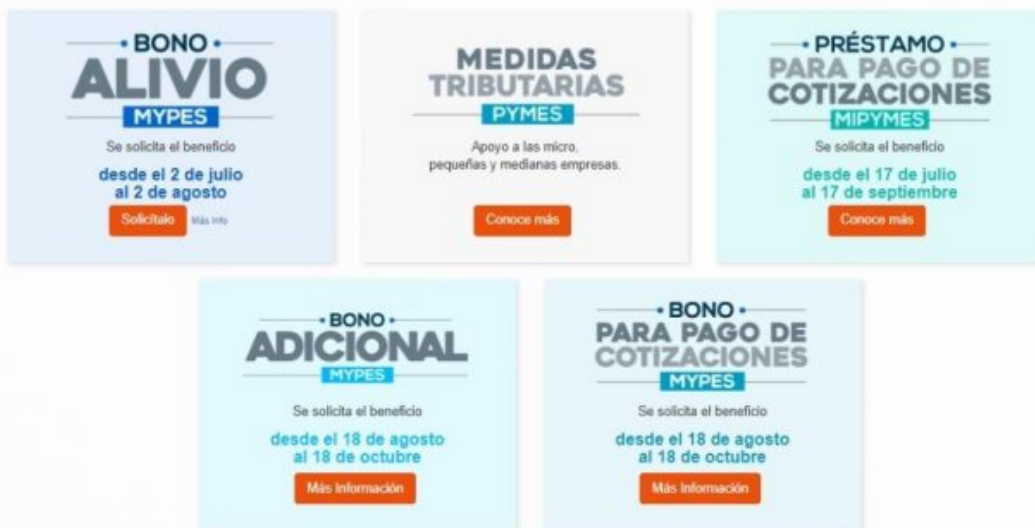 BONO
ALIVIO
MYPES
Se solicita el beneficio
desde el 2 de julio
al 2 de agosto
Solicítalo Más Info
MEDIDAS
TRIBUTARIAS
PYMES
Apoyo a las micro,
pequeñas y medianas empresas.
Conoce más
PRÉSTAMO
PARA PAGO DE
COTIZACIONES
MIPYMES
Se solicita el beneficio
desde el 17 de julio
al 17 de septiembre
Conoce más
BONO
ADICIONAL
MYPES
Se solicita el beneficio
desde el 18 de agosto
al 18 de octubre
Más Información
BONO
PARA PAGO DE
COTIZACIONES
MYPES
Se solicita el beneficio
desde el 18 de agosto
al 18 de octubre
Más Información